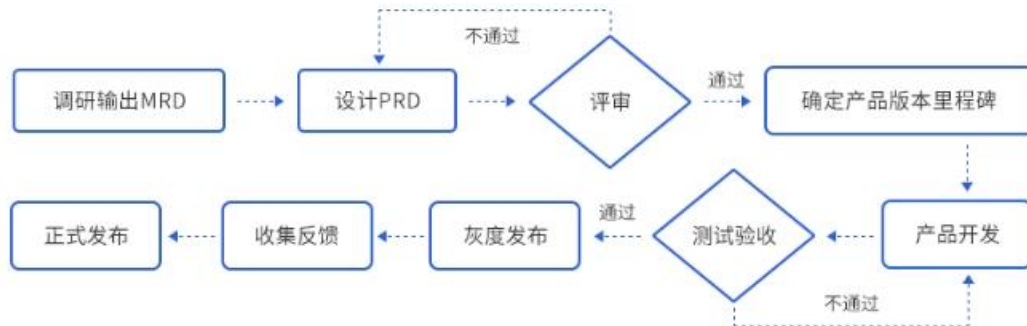 不通过
调研输出MRD
设计PRD
评审
通过
确定产品版本里程碑
正式发布
收集反馈
灰度发布
通过
测试验收
产品开发
不通过